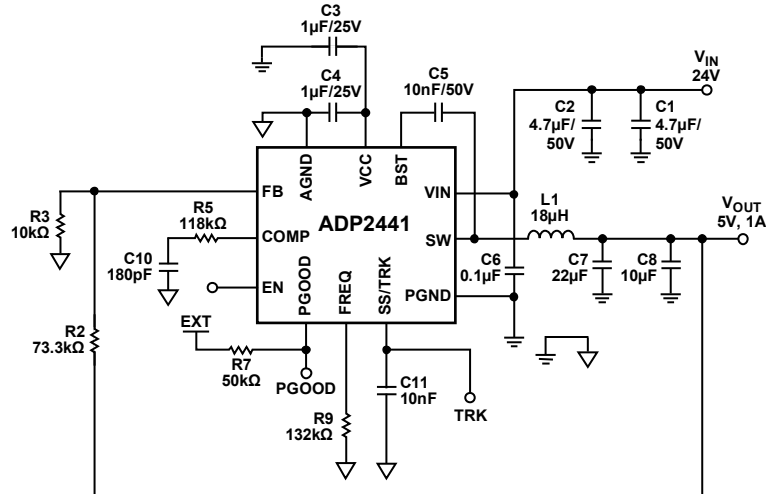 C3
1µF/25V
C4
1µF/25V
C5
10nF/50V
VIN
24V
C2
4.7µF/
50V
C1
4.7µF/
50V
AGND
VCC
BST
FB
VIN
ADP2441
R3
10kΩ
R5
118kΩ
COMP
SW
L1
18µH
VOUT
5V, 1A
C10
180pF
C6
0.1µF
C7
22µF
C8
10µF
EN
PGOOD
FREQ
SS/TRK
PGND
R2
73.3kΩ
EXT
R7
50kΩ
PGOOD
C11
10nF
TRK
R9
132kΩ